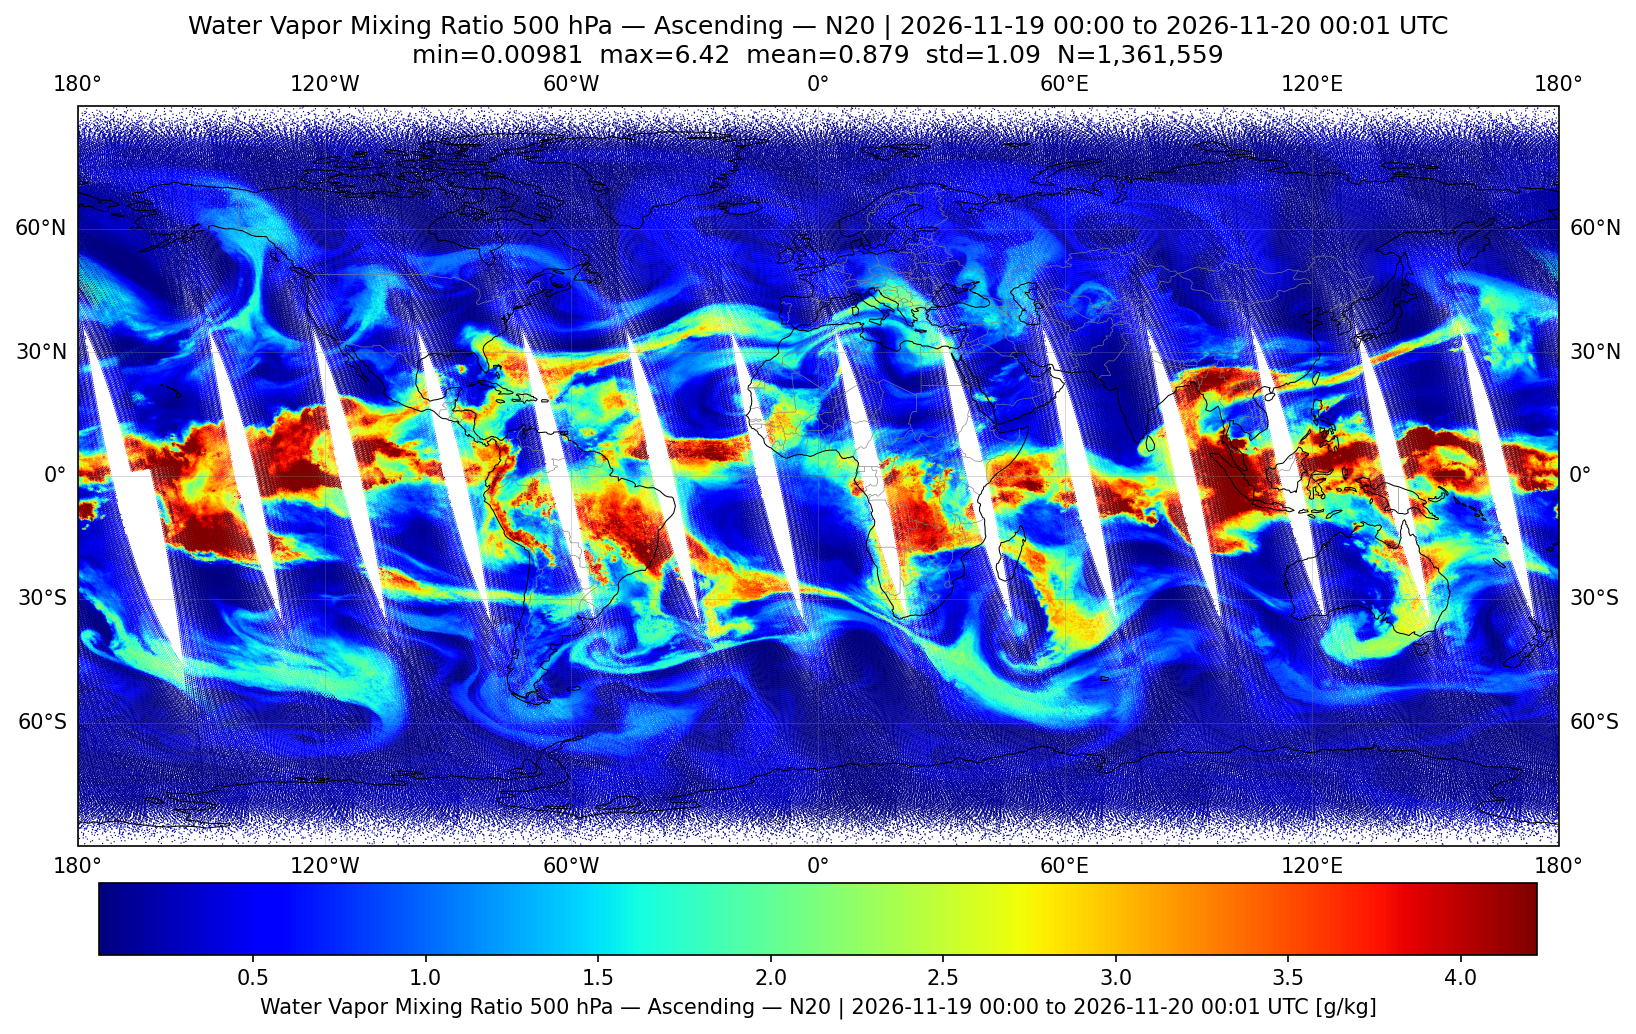 Water Vapor Mixing Ratio 500 hPa — Ascending — N20 | 2026-11-19 00:00 to 2026-11-20 00:01 UTC
min=0.00981 max=6.42 mean=0.879 std=1.09 N=1,361,559
180° 120°W 60°W 0° 60°E 120°E 180°
60°N 60°N
30°N 30°N
0° 0°
30°S 30°S
60°S 60°S
180° 120°W 60°W 0° 60°E 120°E 180°
0.5 1.0 1.5 2.0 2.5 3.0 3.5 4.0
Water Vapor Mixing Ratio 500 hPa — Ascending — N20 | 2026-11-19 00:00 to 2026-11-20 00:01 UTC [g/kg]